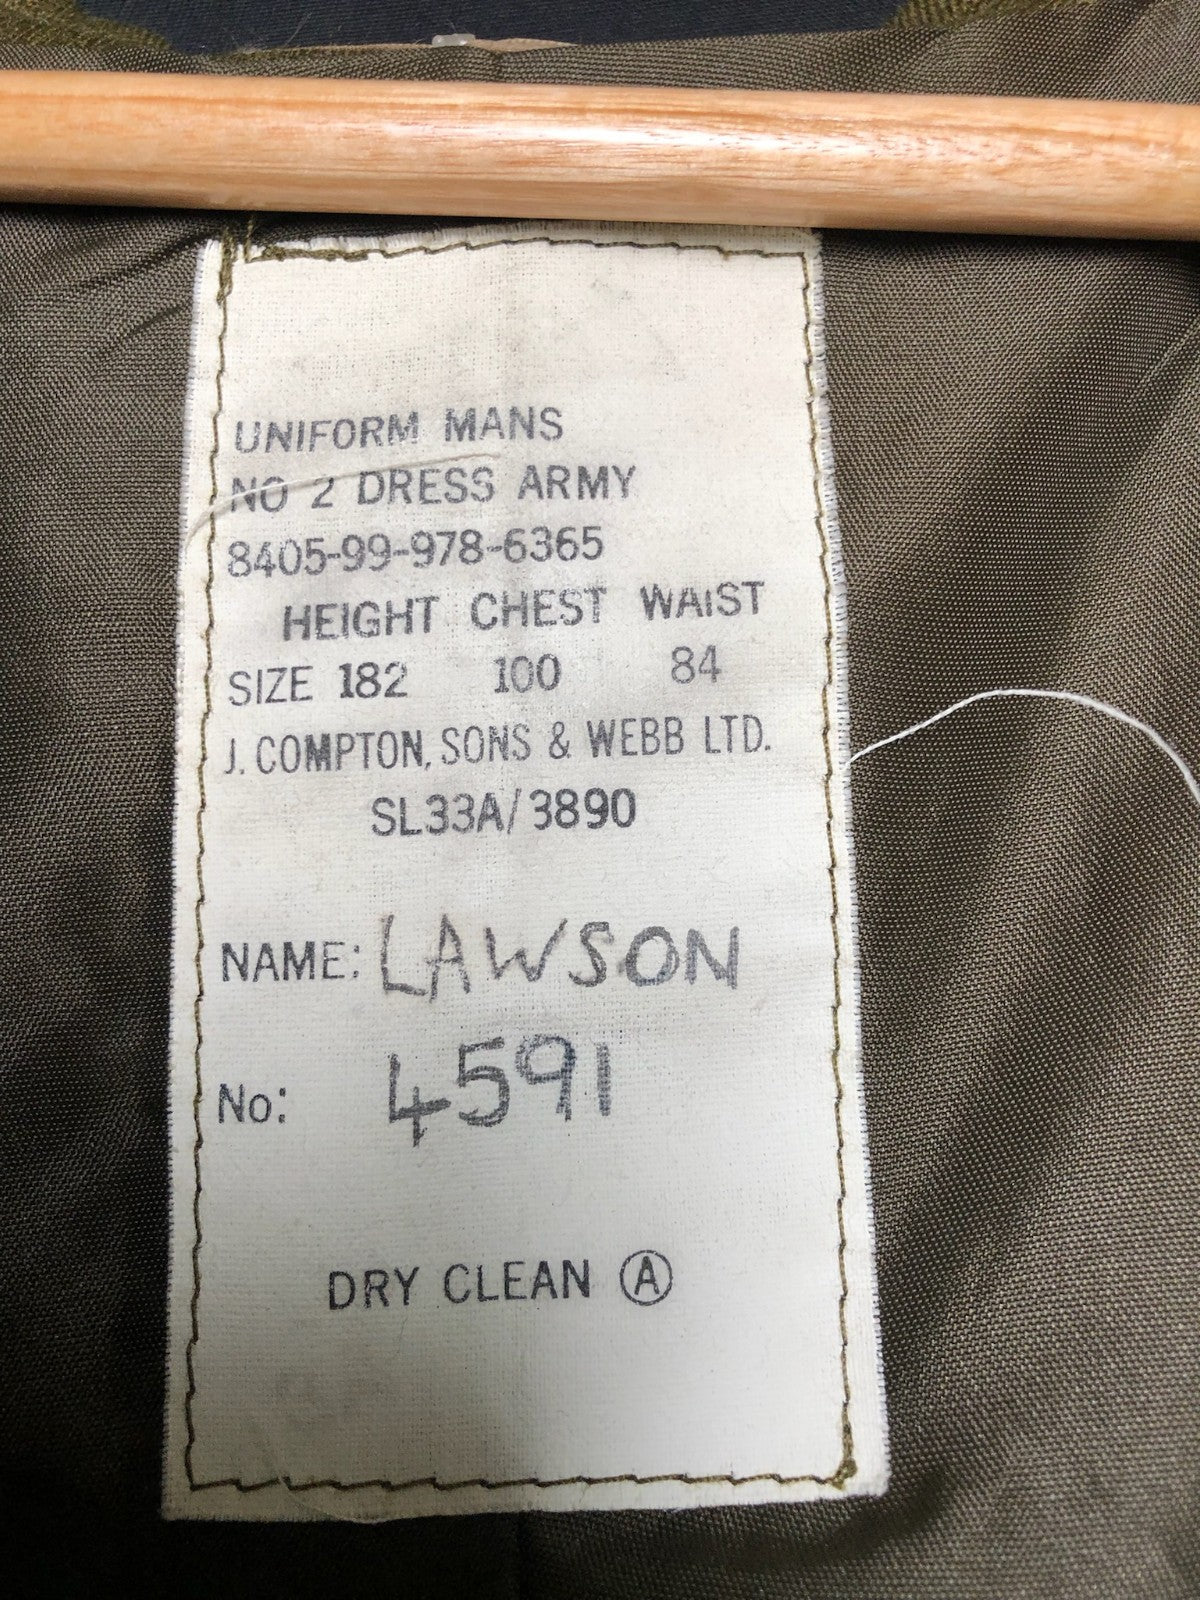 UNIFORM MANS
NO 2 DRESS ARMY
8405-99-978-6365
HEIGHT CHEST WAIST
SIZE 182 100 84
J. COMPTON, SONS & WEBB LTD.
SL33A/3890
NAME: LAWSON
No: 4591
DRY CLEAN Ⓐ